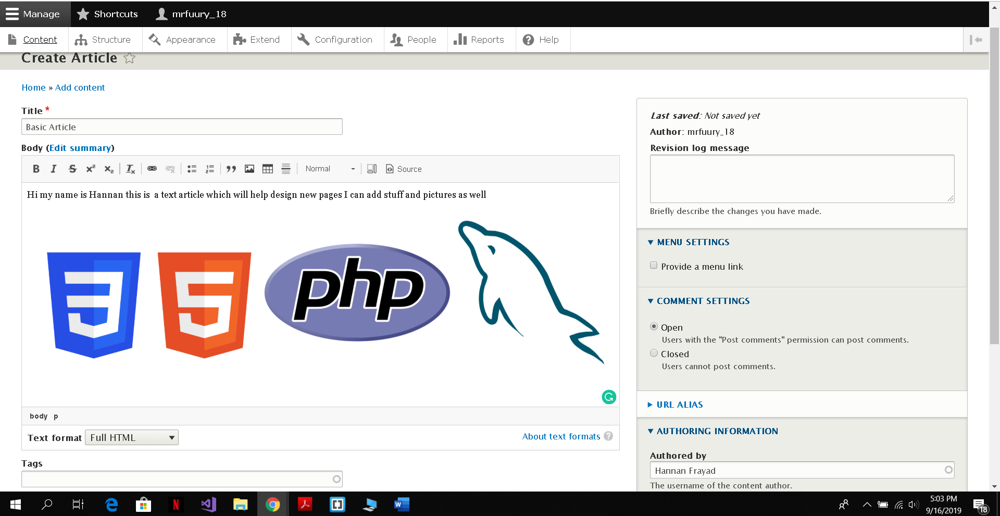 Manage Shortcuts mrfuury_18
Content Structure Appearance Extend Configuration People Reports Help
Create Article
Home » Add content
Title *
Basic Article
Body (Edit summary)
B I S x² x₂ Tx Normal Source
Hi my name is Hannan this is  a text article which will help design new pages I can add stuff and pictures as well
php
body p
Text format Full HTML
About text formats ?
Tags
Last saved: Not saved yet
Author: mrfuury_18
Revision log message
Briefly describe the changes you have made.
MENU SETTINGS
Provide a menu link
COMMENT SETTINGS
Open
Users with the "Post comments" permission can post comments.
Closed
Users cannot post comments.
URL ALIAS
AUTHORING INFORMATION
Authored by
Hannan Frayad
The username of the content author.
5:03 PM
9/16/2019
18